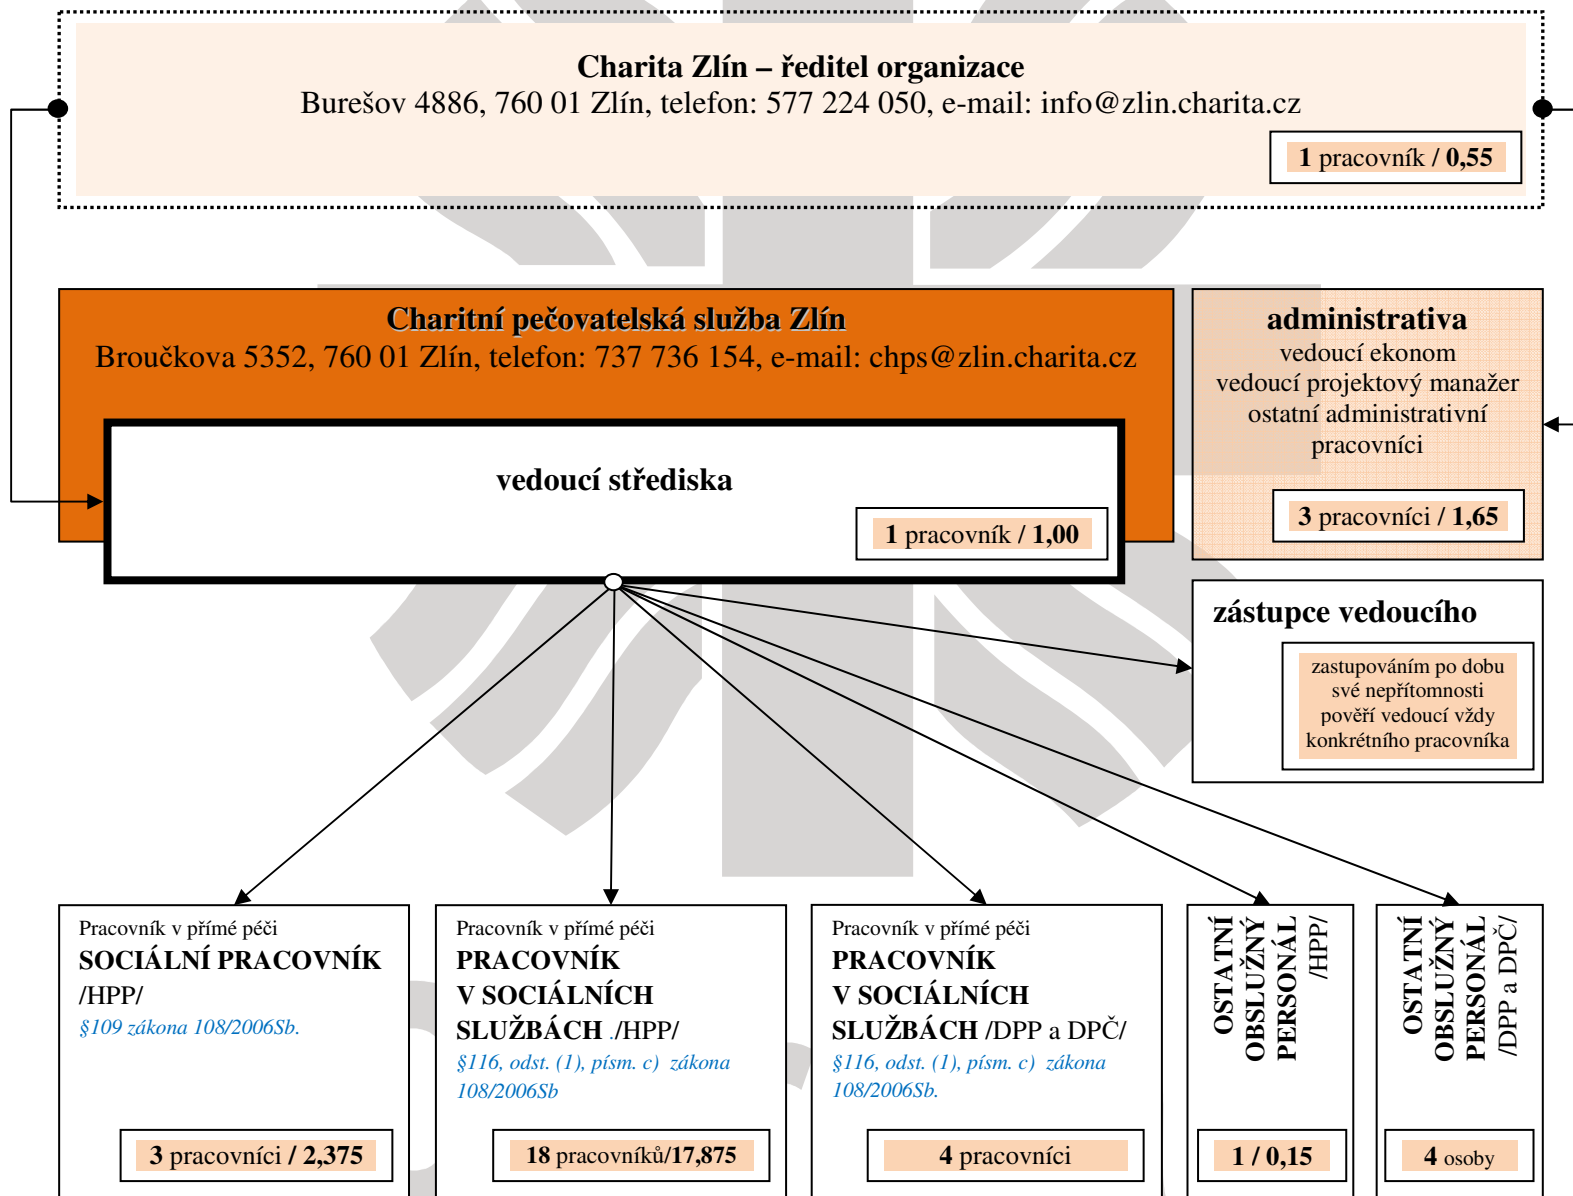 Charita Zlín – ředitel organizace
Burešov 4886, 760 01 Zlín, telefon: 577 224 050, e-mail: info@zlin.charita.cz
1 pracovník / 0,55
Charitní pečovatelská služba Zlín
Broučkova 5352, 760 01 Zlín, telefon: 737 736 154, e-mail: chps@zlin.charita.cz
vedoucí střediska
1 pracovník / 1,00
administrativa
vedoucí ekonom
vedoucí projektový manažer
ostatní administrativní
pracovníci
3 pracovníci / 1,65
zástupce vedoucího
zastupováním po dobu
své nepřítomnosti
pověří vedoucí vždy
konkrétního pracovníka
Pracovník v přímé péči
SOCIÁLNÍ PRACOVNÍK
/HPP/
§109 zákona 108/2006Sb.
3 pracovníci / 2,375
Pracovník v přímé péči
PRACOVNÍK
V SOCIÁLNÍCH
SLUŽBÁCH ./HPP/
§116, odst. (1), písm. c) zákona
108/2006Sb
18 pracovníků/17,875
Pracovník v přímé péči
PRACOVNÍK
V SOCIÁLNÍCH
SLUŽBÁCH /DPP a DPČ/
§116, odst. (1), písm. c) zákona
108/2006Sb.
4 pracovníci
OSTATNÍ
OBSLUŽNÝ
PERSONÁL
/HPP/
1 / 0,15
OSTATNÍ
OBSLUŽNÝ
PERSONÁL
/DPP a DPČ/
4 osoby